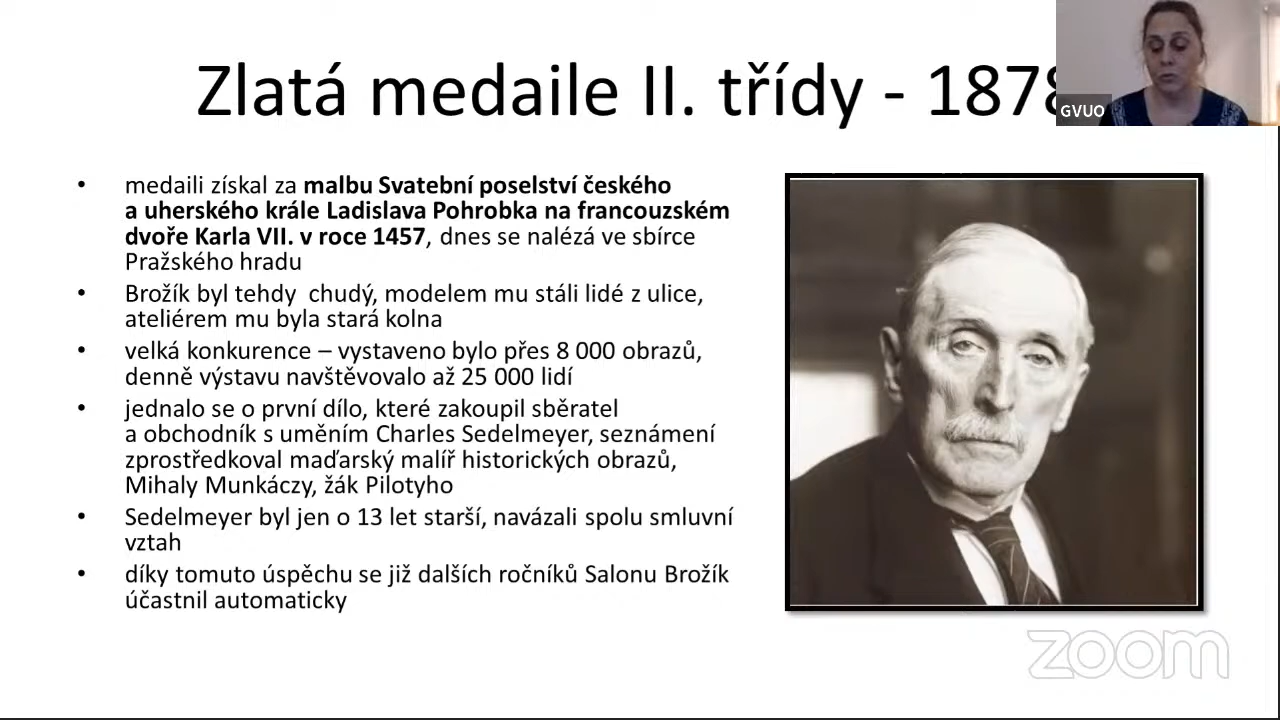 Zlatá medaile II. třídy - 1878
GVUO
• medaili získal za malbu Svatební poselství českého
a uherského krále Ladislava Pohrobka na francouzském
dvoře Karla VII. v roce 1457, dnes se nalézá ve sbírce
Pražského hradu
• Brožík byl tehdy  chudý, modelem mu stáli lidé z ulice,
ateliérem mu byla stará kolna
• velká konkurence – vystaveno bylo přes 8 000 obrazů,
denně výstavu navštěvovalo až 25 000 lidí
• jednalo se o první dílo, které zakoupil sběratel
a obchodník s uměním Charles Sedelmeyer, seznámení
zprostředkoval maďarský malíř historických obrazů,
Mihaly Munkáczy, žák Pilotyho
• Sedelmeyer byl jen o 13 let starší, navázali spolu smluvní
vztah
• díky tomuto úspěchu se již dalších ročníků Salonu Brožík
účastnil automaticky
zoom